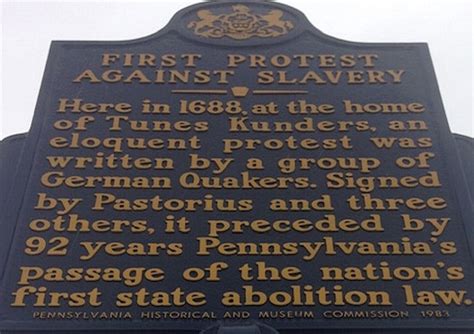 FIRST PROTEST
AGAINST SLAVERY
Here in 1688, at the home
of Tunes Kunders, an
eloquent protest was
written by a group of
German Quakers. Signed
by Pastorius and three
others, it preceded by
92 years Pennsylvania's
passage of the nation's
first state abolition law.
PENNSYLVANIA HISTORICAL AND MUSEUM COMMISSION 1983